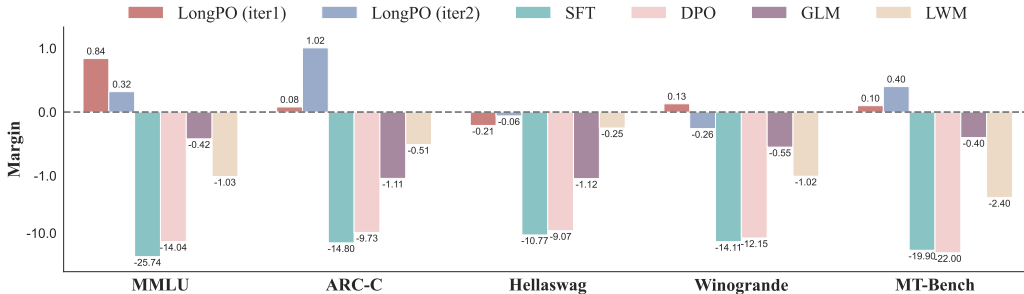 LongPO (iter1) LongPO (iter2) SFT DPO GLM LWM
Margin
1.0
0.0
-1.0
-10.0
0.84 0.32 -25.74 -14.04 -0.42 -1.03
0.08 1.02 -14.80 -9.73 -1.11 -0.51
-0.21 -0.06 -10.77 -9.07 -1.12 -0.25
0.13 -0.26 -14.11 -12.15 -0.55 -1.02
0.10 0.40 -19.90 -22.00 -0.40 -2.40
MMLU ARC-C Hellaswag Winogrande MT-Bench